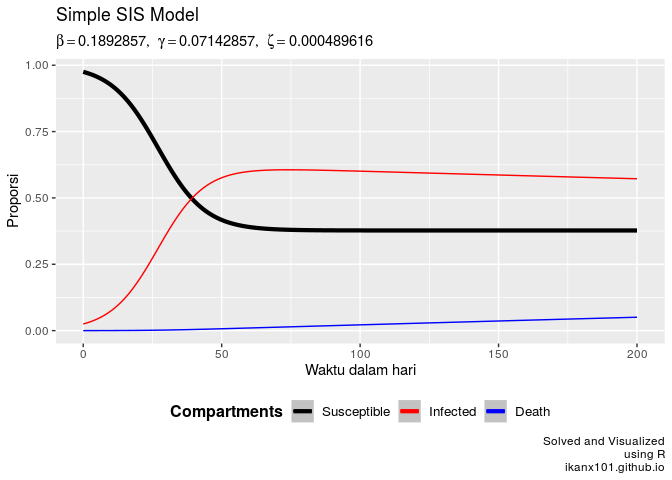 Simple SIS Model
β = 0.1892857, γ = 0.07142857, ζ = 0.000489616
1.00
0.75
0.50
0.25
0.00
Proporsi
0 50 100 150 200
Waktu dalam hari
Compartments Susceptible Infected Death
Solved and Visualized
using R
ikanx101.github.io